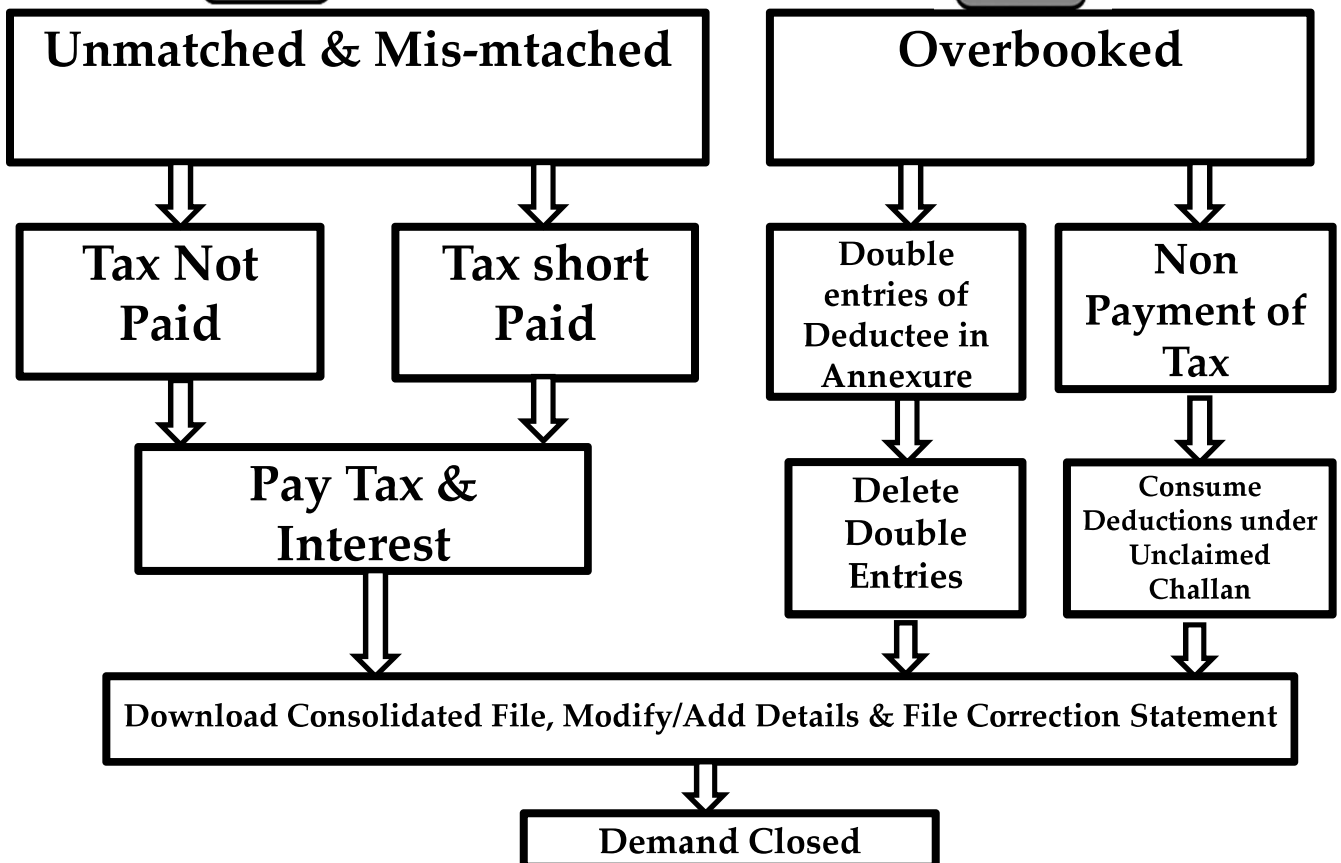 Unmatched & Mis-mtached
Overbooked
Tax Not
Paid
Tax short
Paid
Double
entries of
Deductee in
Annexure
Non
Payment of
Tax
Pay Tax &
Interest
Delete
Double
Entries
Consume
Deductions under
Unclaimed
Challan
Download Consolidated File, Modify/Add Details & File Correction Statement
Demand Closed